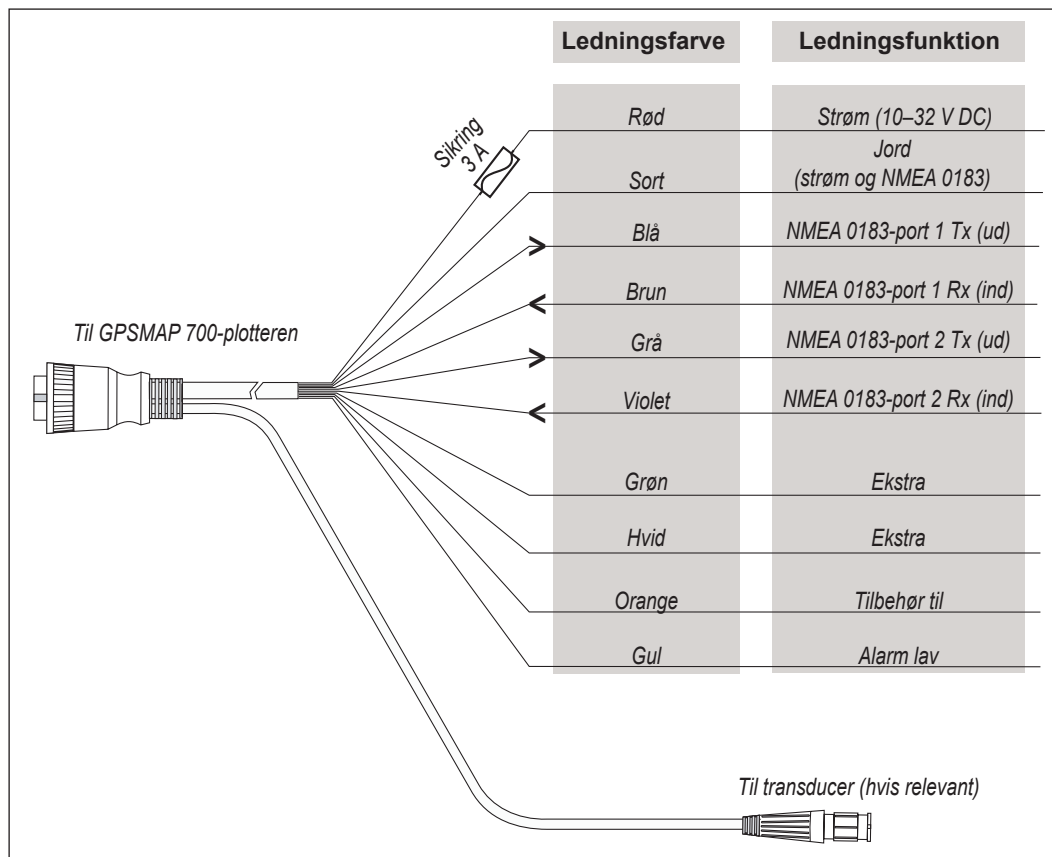 Ledningsfarve Ledningsfunktion
Sikring
3 A
Rød Strøm (10–32 V DC)
Jord
Sort (strøm og NMEA 0183)
Blå NMEA 0183-port 1 Tx (ud)
Brun NMEA 0183-port 1 Rx (ind)
Til GPSMAP 700-plotteren
Grå NMEA 0183-port 2 Tx (ud)
Violet NMEA 0183-port 2 Rx (ind)
Grøn Ekstra
Hvid Ekstra
Orange Tilbehør til
Gul Alarm lav
Til transducer (hvis relevant)